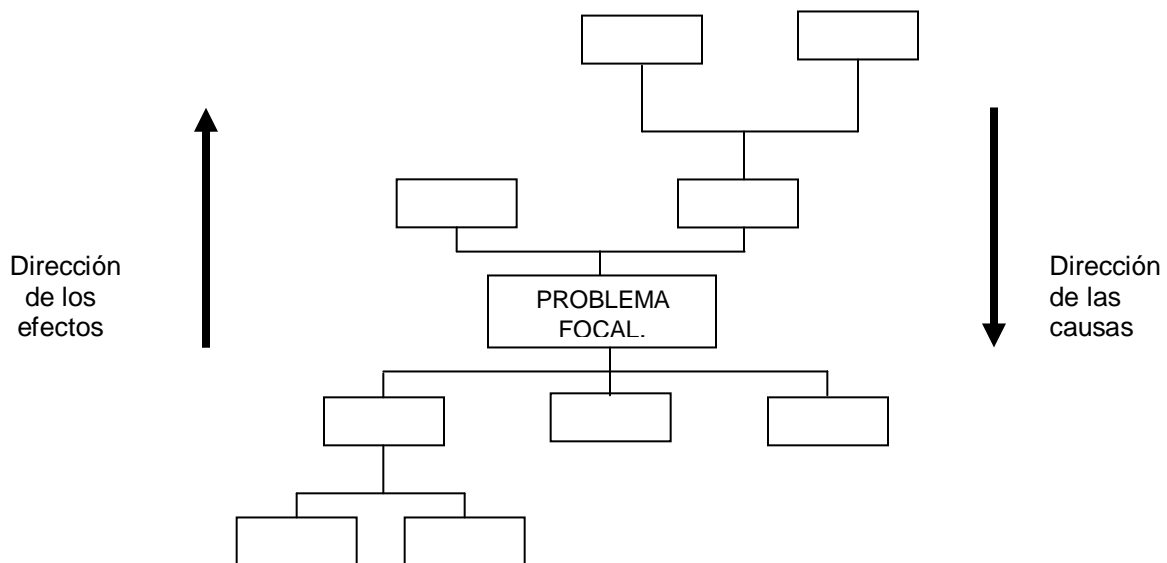 Dirección
de los
efectos
PROBLEMA
FOCAL.
Dirección
de las
causas